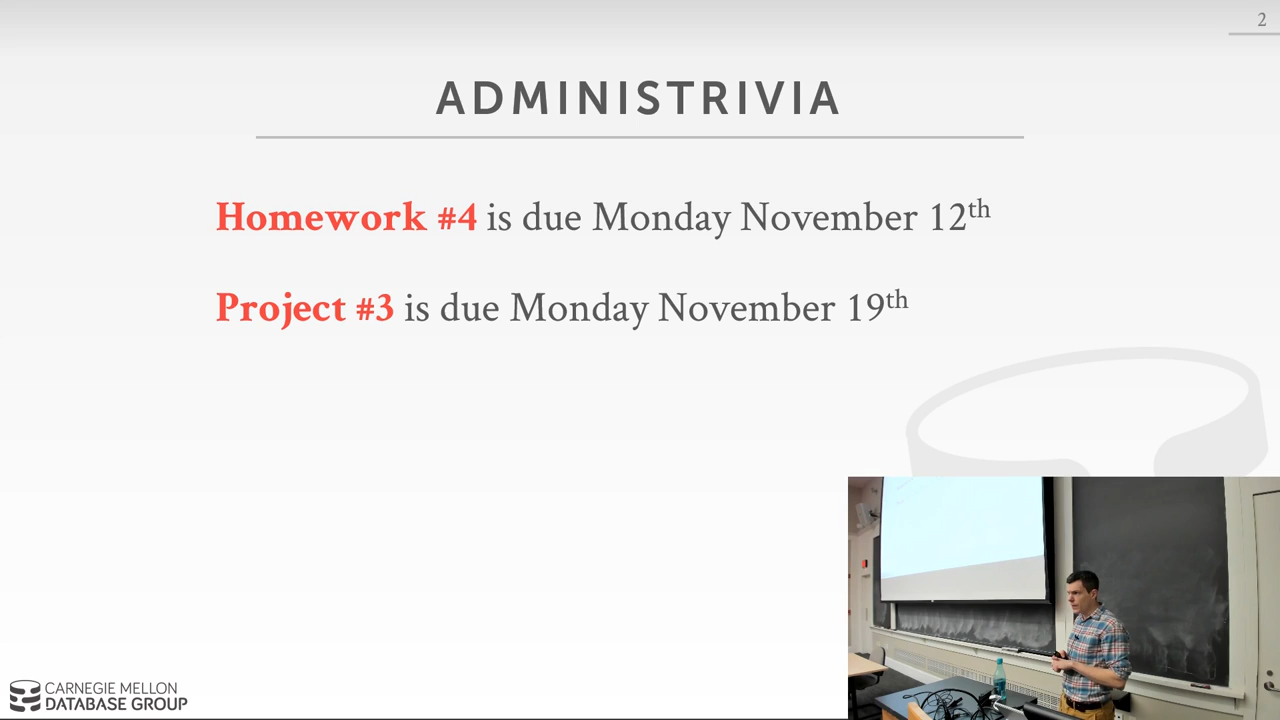 2
ADMINISTRIVIA
Homework #4 is due Monday November 12th
Project #3 is due Monday November 19th
CARNEGIE MELLON
DATABASE GROUP